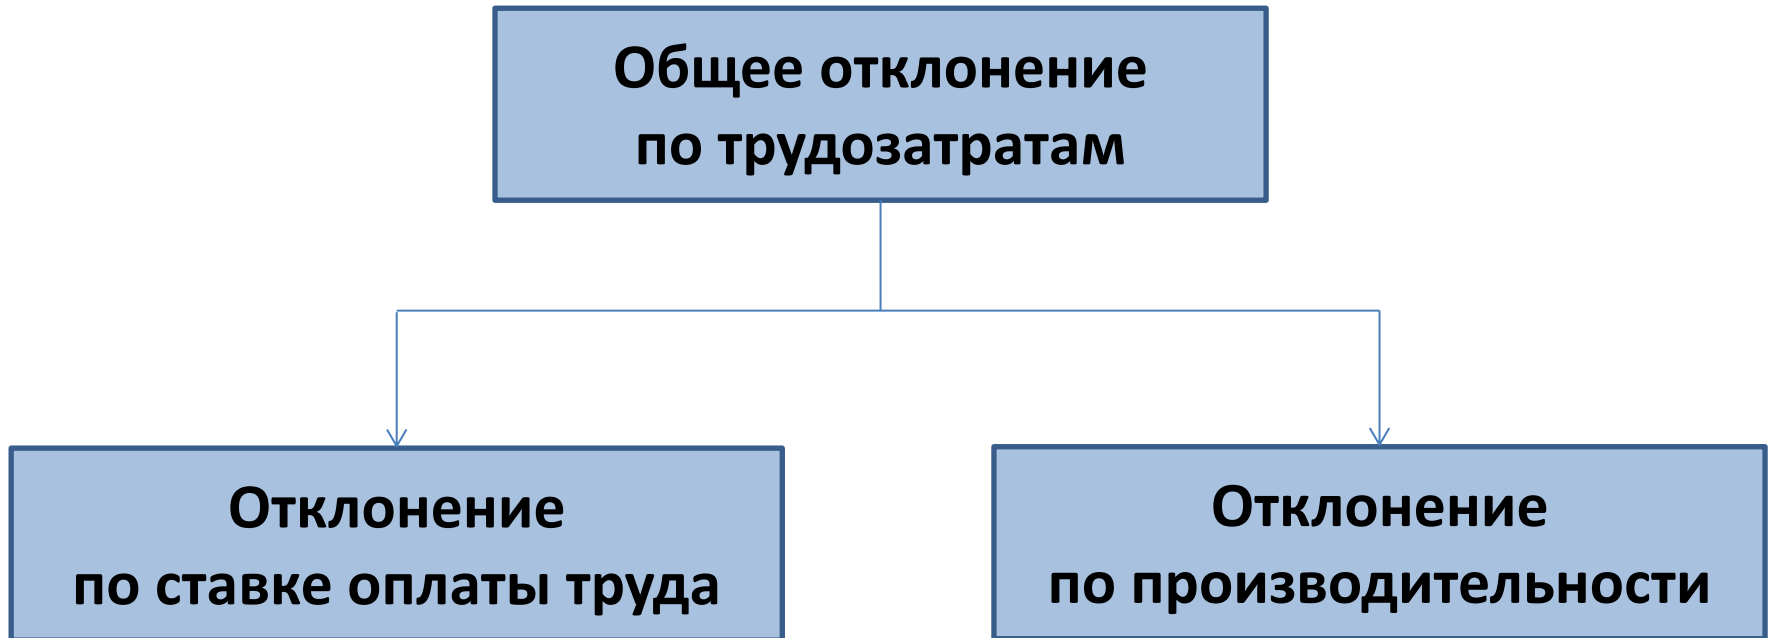 Общее отклонение
по трудозатратам
Отклонение
по ставке оплаты труда
Отклонение
по производительности